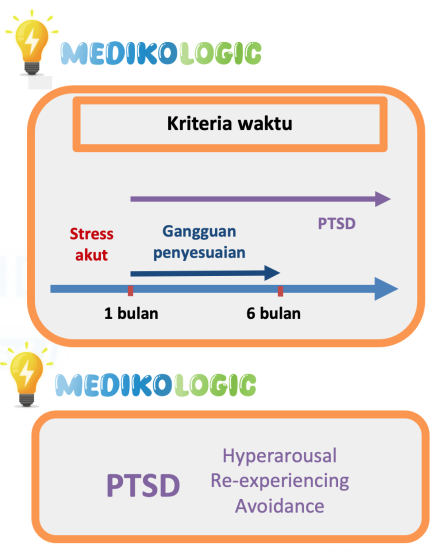 MEDIKOLOGIC
Kriteria waktu
PTSD
Stress
akut
Gangguan
penyesuaian
1 bulan
6 bulan
MEDIKOLOGIC
PTSD
Hyperarousal
Re-experiencing
Avoidance